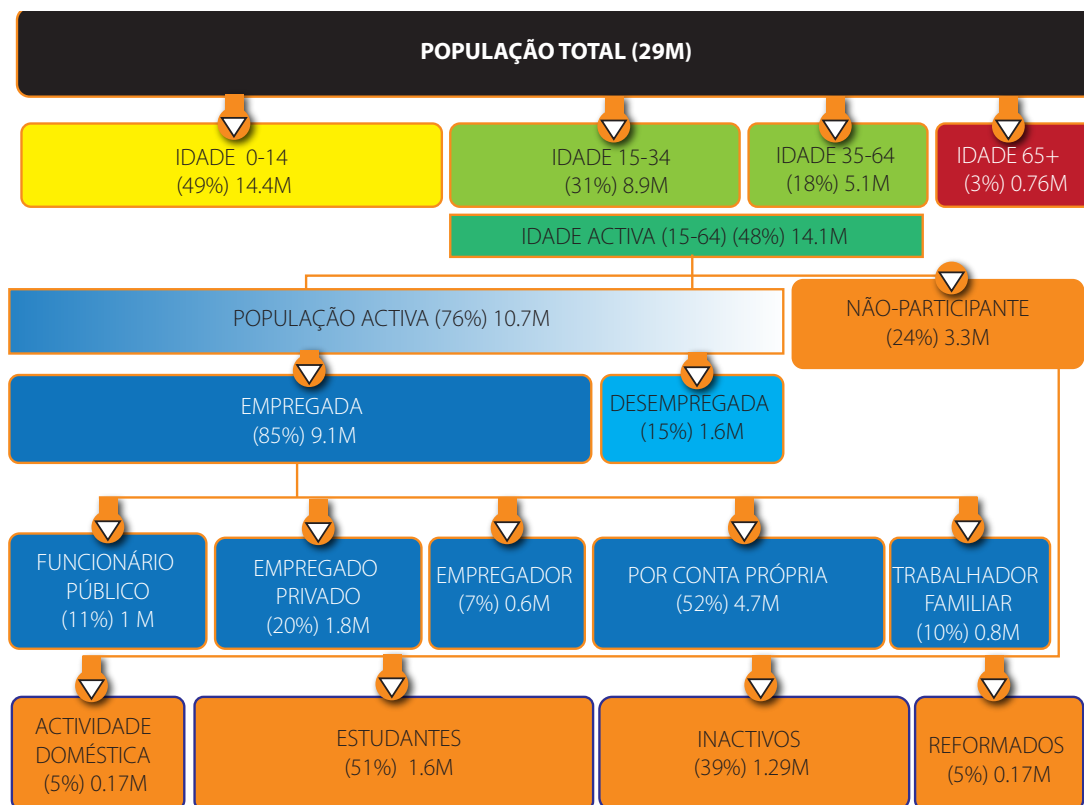 POPULAÇÃO TOTAL (29M)
IDADE 0-14
(49%) 14.4M
IDADE 15-34
(31%) 8.9M
IDADE 35-64
(18%) 5.1M
IDADE 65+
(3%) 0.76M
IDADE ACTIVA (15-64) (48%) 14.1M
POPULAÇÃO ACTIVA (76%) 10.7M
NÃO-PARTICIPANTE
(24%) 3.3M
EMPREGADA
(85%) 9.1M
DESEMPREGADA
(15%) 1.6M
FUNCIONÁRIO
PÚBLICO
(11%) 1 M
EMPREGADO
PRIVADO
(20%) 1.8M
EMPREGADOR
(7%) 0.6M
POR CONTA PRÓPRIA
(52%) 4.7M
TRABALHADOR
FAMILIAR
(10%) 0.8M
ACTIVIDADE
DOMÉSTICA
(5%) 0.17M
ESTUDANTES
(51%) 1.6M
INACTIVOS
(39%) 1.29M
REFORMADOS
(5%) 0.17M